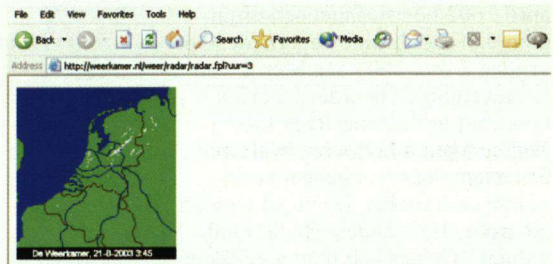 File Edit View Favorites Tools Help
Back Search Favorites Media
Address http://weerkamer.nl/weer/radar/radar.fpl?uur=3
De Weerkamer, 21-8-2003 3:45